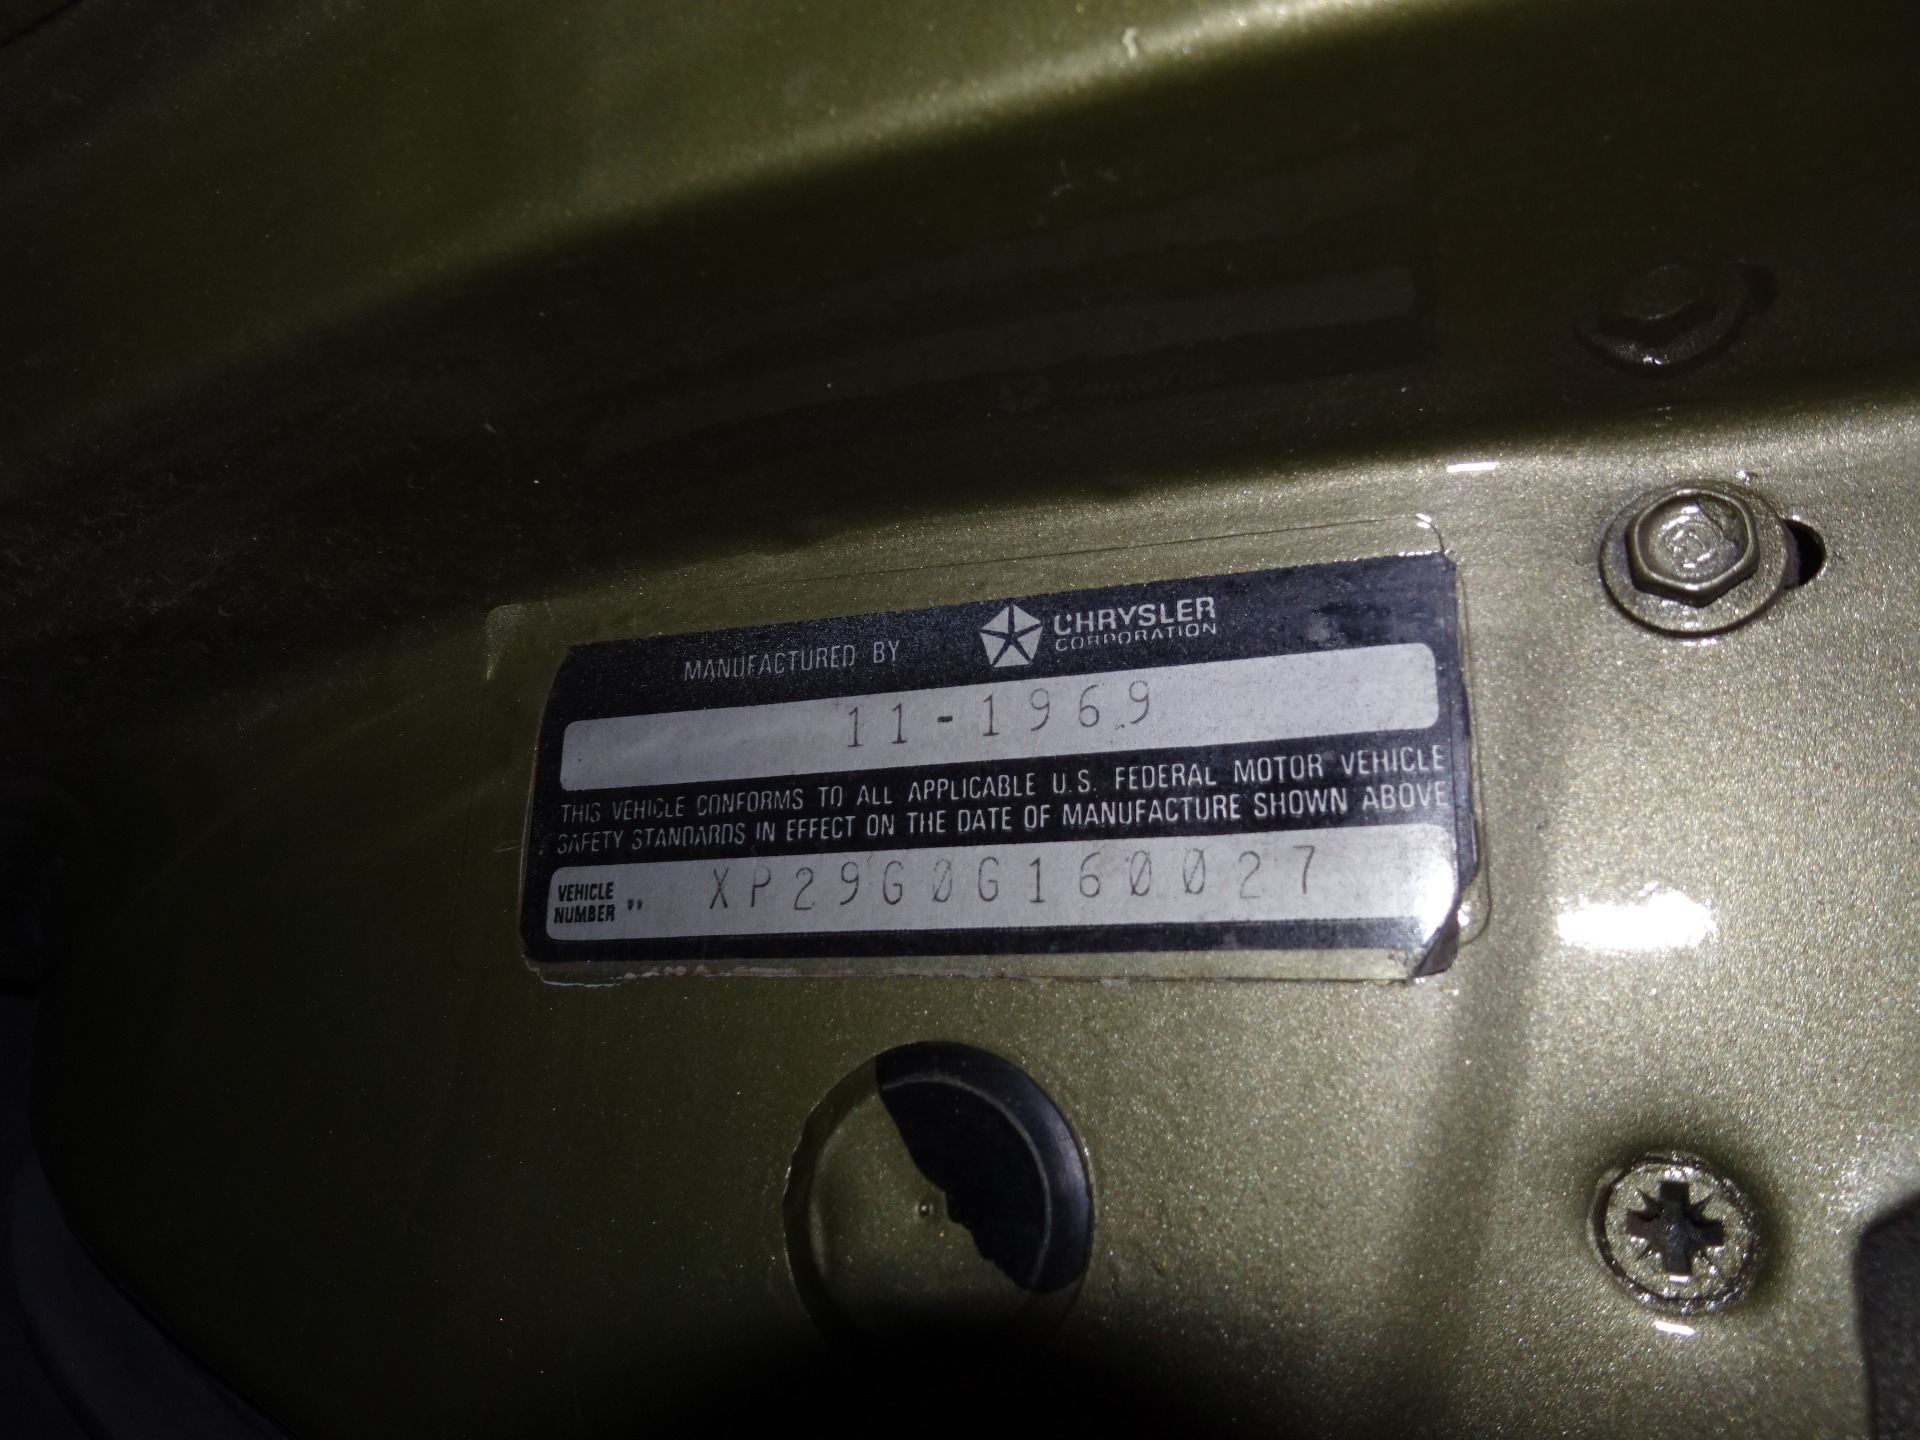 MANUFACTURED BY CHRYSLER CORPORATION
11-1969
THIS VEHICLE CONFORMS TO ALL APPLICABLE U.S. FEDERAL MOTOR VEHICLE
SAFETY STANDARDS IN EFFECT ON THE DATE OF MANUFACTURE SHOWN ABOVE
VEHICLE NUMBER XP29G0G160027